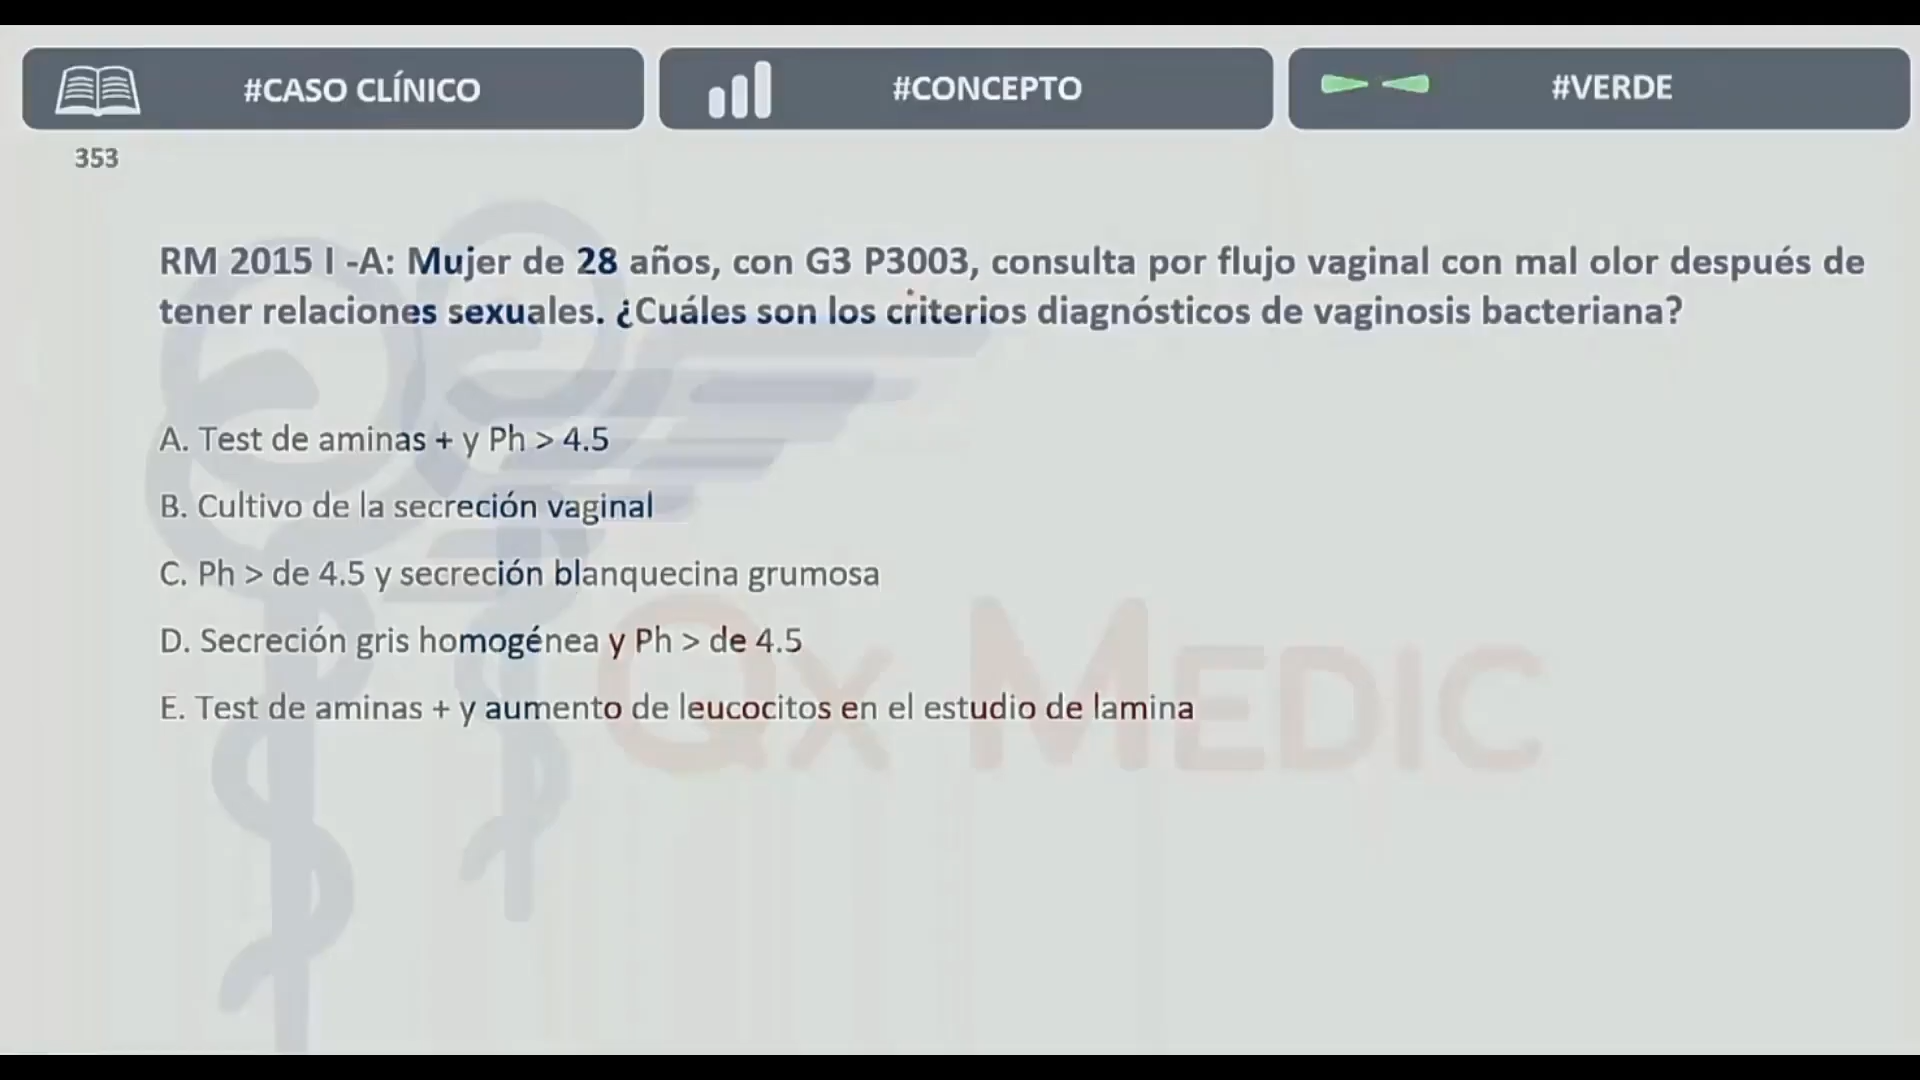 #CASO CLÍNICO
#CONCEPTO
#VERDE
353
RM 2015 I -A: Mujer de 28 años, con G3 P3003, consulta por flujo vaginal con mal olor después de
tener relaciones sexuales. ¿Cuáles son los criterios diagnósticos de vaginosis bacteriana?
A. Test de aminas + y Ph > 4.5
B. Cultivo de la secreción vaginal
C. Ph > de 4.5 y secreción blanquecina grumosa
D. Secreción gris homogénea y Ph > de 4.5
E. Test de aminas + y aumento de leucocitos en el estudio de lamina
QX MEDIC